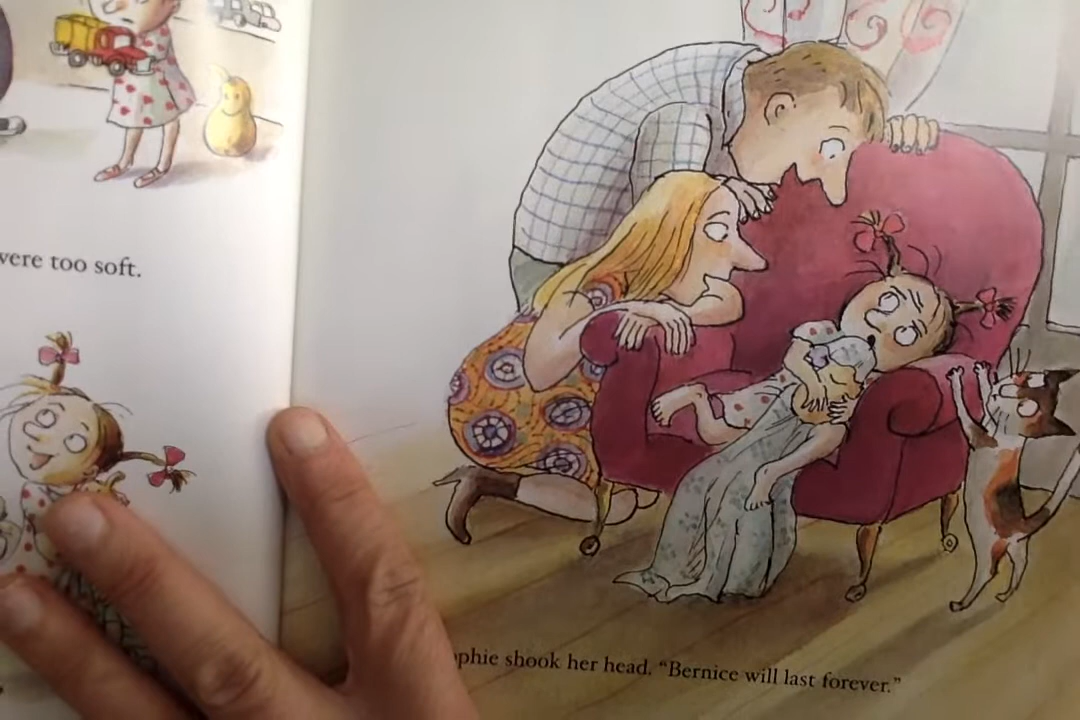 were too soft.
phie shook her head. "Bernice will last forever."